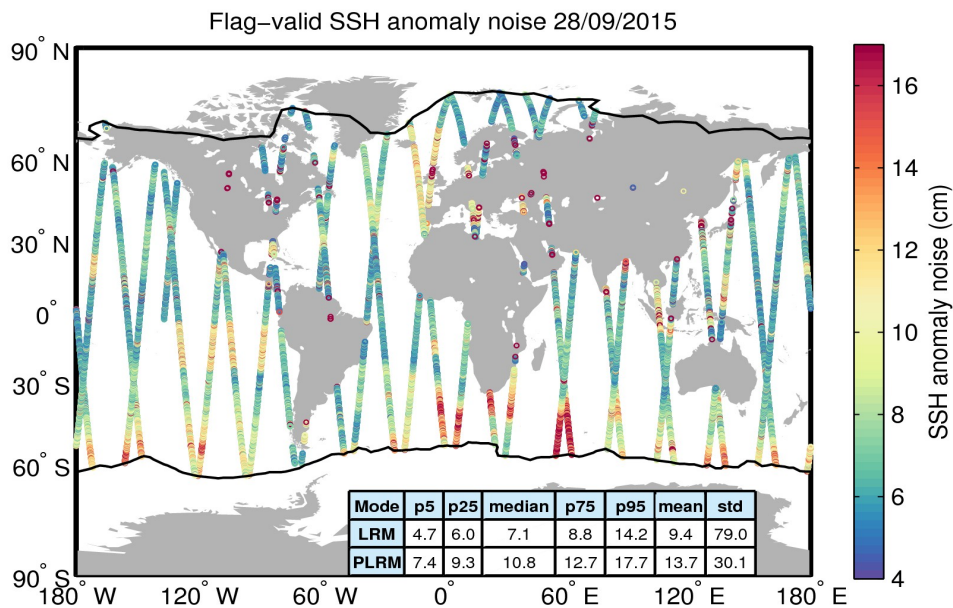 Flag−valid SSH anomaly noise 28/09/2015
90° N
60° N
30° N
0°
30° S
60° S
90° S
180° W 120° W 60° W 0° 60° E 120° E 180° E
Mode p5 p25 median p75 p95 mean std
LRM 4.7 6.0 7.1 8.8 14.2 9.4 79.0
PLRM 7.4 9.3 10.8 12.7 17.7 13.7 30.1
16
14
12
10
8
6
4
SSH anomaly noise (cm)